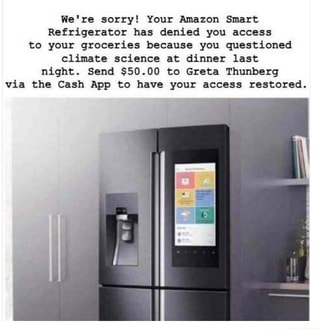 We're sorry! Your Amazon Smart
Refrigerator has denied you access
to your groceries because you questioned
climate science at dinner last
night. Send $50.00 to Greta Thunberg
via the Cash App to have your access restored.